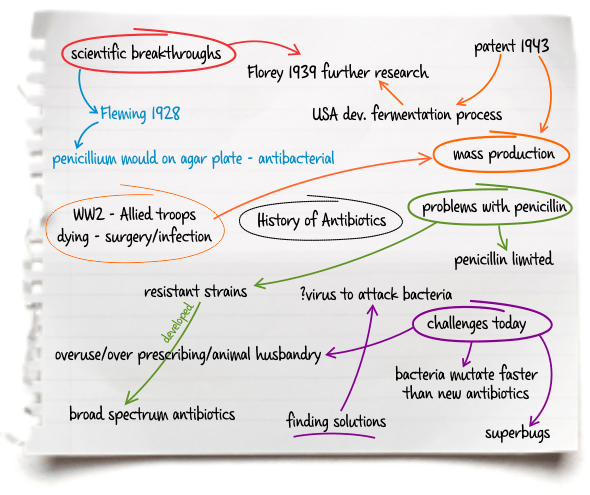 scientific breakthroughs
patent 1943
Florey 1939 further research
Fleming 1928
USA dev. fermentation process
penicillium mould on agar plate - antibacterial
mass production
WW2 - Allied troops
dying - surgery/infection
History of Antibiotics
problems with penicillin
penicillin limited
resistant strains
?virus to attack bacteria
developed
challenges today
overuse/over prescribing/animal husbandry
bacteria mutate faster
than new antibiotics
broad spectrum antibiotics
finding solutions
superbugs